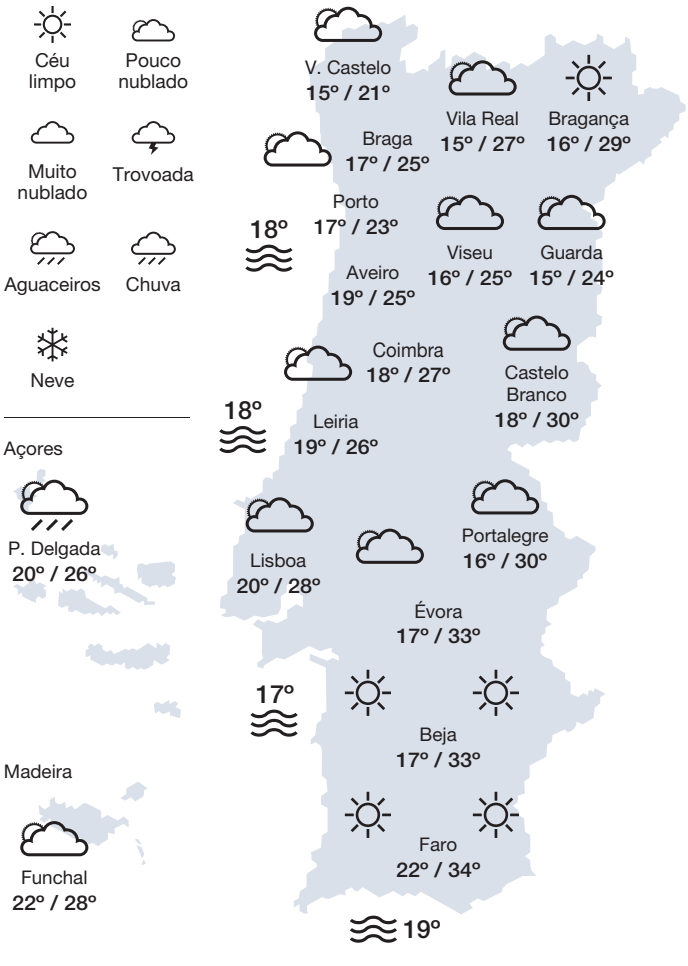 Céu
limpo
Pouco
nublado
Muito
nublado
Trovoada
Aguaceiros
Chuva
Neve
Açores
P. Delgada
20º / 26º
Madeira
Funchal
22º / 28º
V. Castelo
15º / 21º
Vila Real
15º / 27º
Bragança
16º / 29º
Braga
17º / 25º
Porto
17º / 23º
18º
Viseu
16º / 25º
Guarda
15º / 24º
Aveiro
19º / 25º
Coimbra
18º / 27º
Castelo
Branco
18º / 30º
18º
Leiria
19º / 26º
Lisboa
20º / 28º
Portalegre
16º / 30º
Évora
17º / 33º
17º
Beja
17º / 33º
Faro
22º / 34º
19º